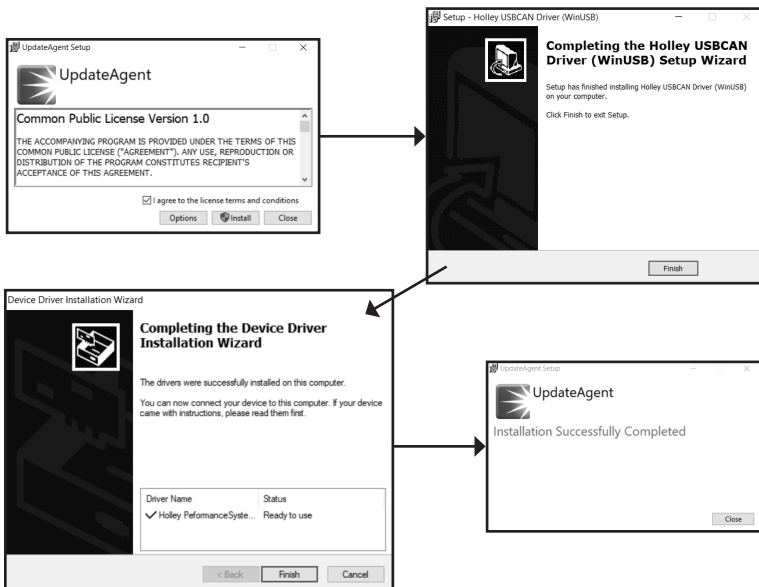 UpdateAgent Setup
UpdateAgent
Common Public License Version 1.0
THE ACCOMPANYING PROGRAM IS PROVIDED UNDER THE TERMS OF THIS
COMMON PUBLIC LICENSE ("AGREEMENT"). ANY USE, REPRODUCTION OR
DISTRIBUTION OF THE PROGRAM CONSTITUTES RECIPIENT'S
ACCEPTANCE OF THIS AGREEMENT.
I agree to the license terms and conditions
Options Install Close
Setup - Holley USBCAN Driver (WinUSB)
Completing the Holley USBCAN
Driver (WinUSB) Setup Wizard
Setup has finished installing Holley USBCAN Driver (WinUSB)
on your computer.
Click Finish to exit Setup.
Finish
Device Driver Installation Wizard
Completing the Device Driver
Installation Wizard
The drivers were successfully installed on this computer.
You can now connect your device to this computer. If your device
came with instructions, please read them first.
Driver Name Status
Holley PeformanceSyste... Ready to use
< Back Finish Cancel
UpdateAgent Setup
UpdateAgent
Installation Successfully Completed
Close